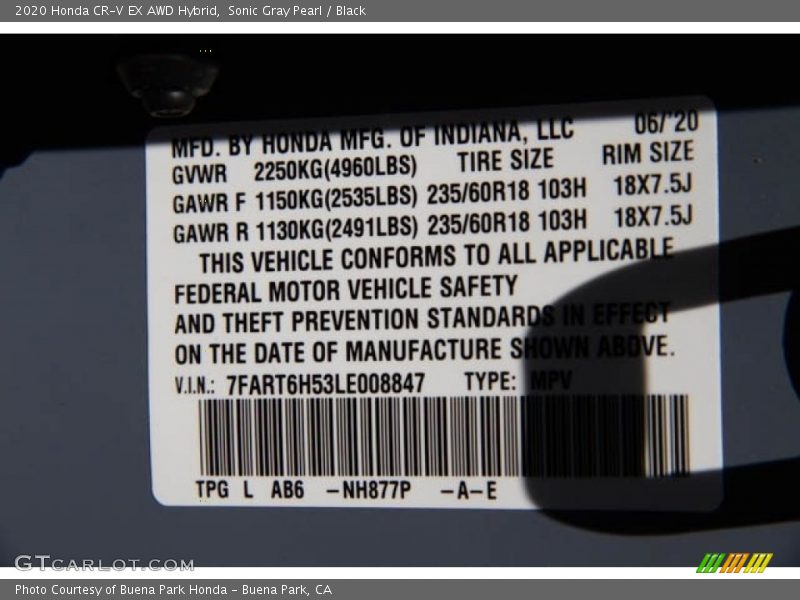 2020 Honda CR-V EX AWD Hybrid, Sonic Gray Pearl / Black
MFD. BY HONDA MFG. OF INDIANA, LLC 06/'20
GVWR 2250KG(4960LBS) TIRE SIZE RIM SIZE
GAWR F 1150KG(2535LBS) 235/60R18 103H 18X7.5J
GAWR R 1130KG(2491LBS) 235/60R18 103H 18X7.5J
THIS VEHICLE CONFORMS TO ALL APPLICABLE
FEDERAL MOTOR VEHICLE SAFETY
AND THEFT PREVENTION STANDARDS IN EFFECT
ON THE DATE OF MANUFACTURE SHOWN ABOVE.
V.I.N.: 7FART6H53LE008847 TYPE: MPV
TPG L AB6 -NH877P -A-E
GTCARLOT.COM
Photo Courtesy of Buena Park Honda - Buena Park, CA